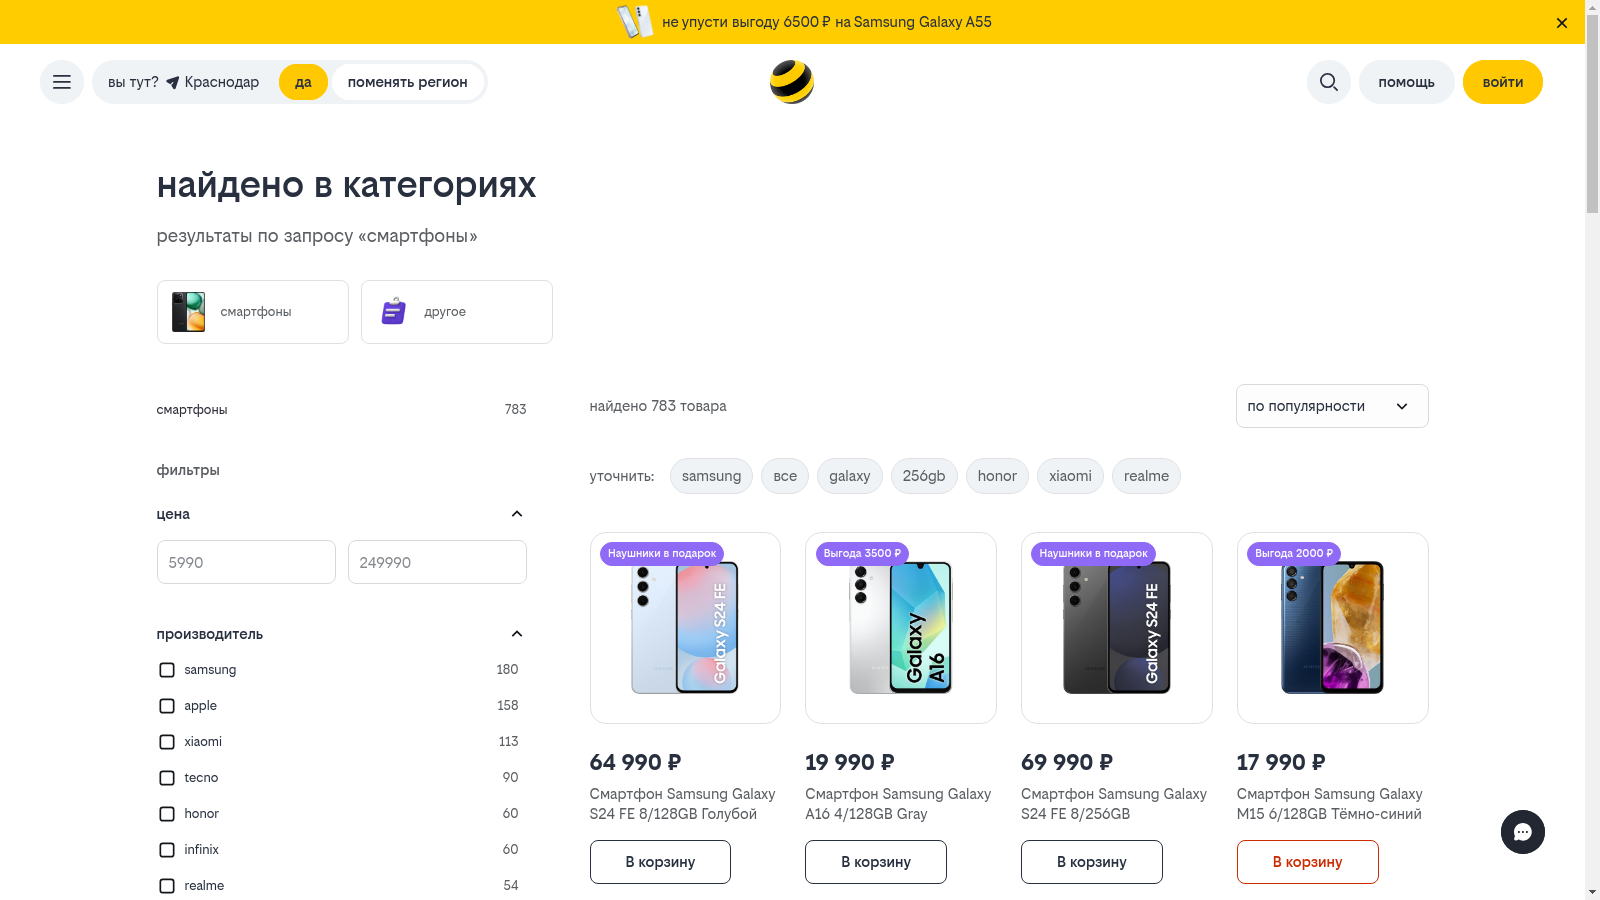 не упусти выгоду 6500 ₽ на Samsung Galaxy A55
вы тут? Краснодар да поменять регион
помощь войти
найдено в категориях
результаты по запросу «смартфоны»
смартфоны другое
смартфоны 783
найдено 783 товара
по популярности
фильтры
уточнить: samsung все galaxy 256gb honor xiaomi realme
цена
5990 249990
производитель
samsung 180
apple 158
xiaomi 113
tecno 90
honor 60
infinix 60
realme 54
Наушники в подарок
Galaxy S24 FE
64 990 ₽
Смартфон Samsung Galaxy
S24 FE 8/128GB Голубой
В корзину
Выгода 3500 ₽
Galaxy
A16
19 990 ₽
Смартфон Samsung Galaxy
A16 4/128GB Gray
В корзину
Наушники в подарок
Galaxy S24 FE
69 990 ₽
Смартфон Samsung Galaxy
S24 FE 8/256GB
В корзину
Выгода 2000 ₽
17 990 ₽
Смартфон Samsung Galaxy
M15 6/128GB Тёмно-синий
В корзину